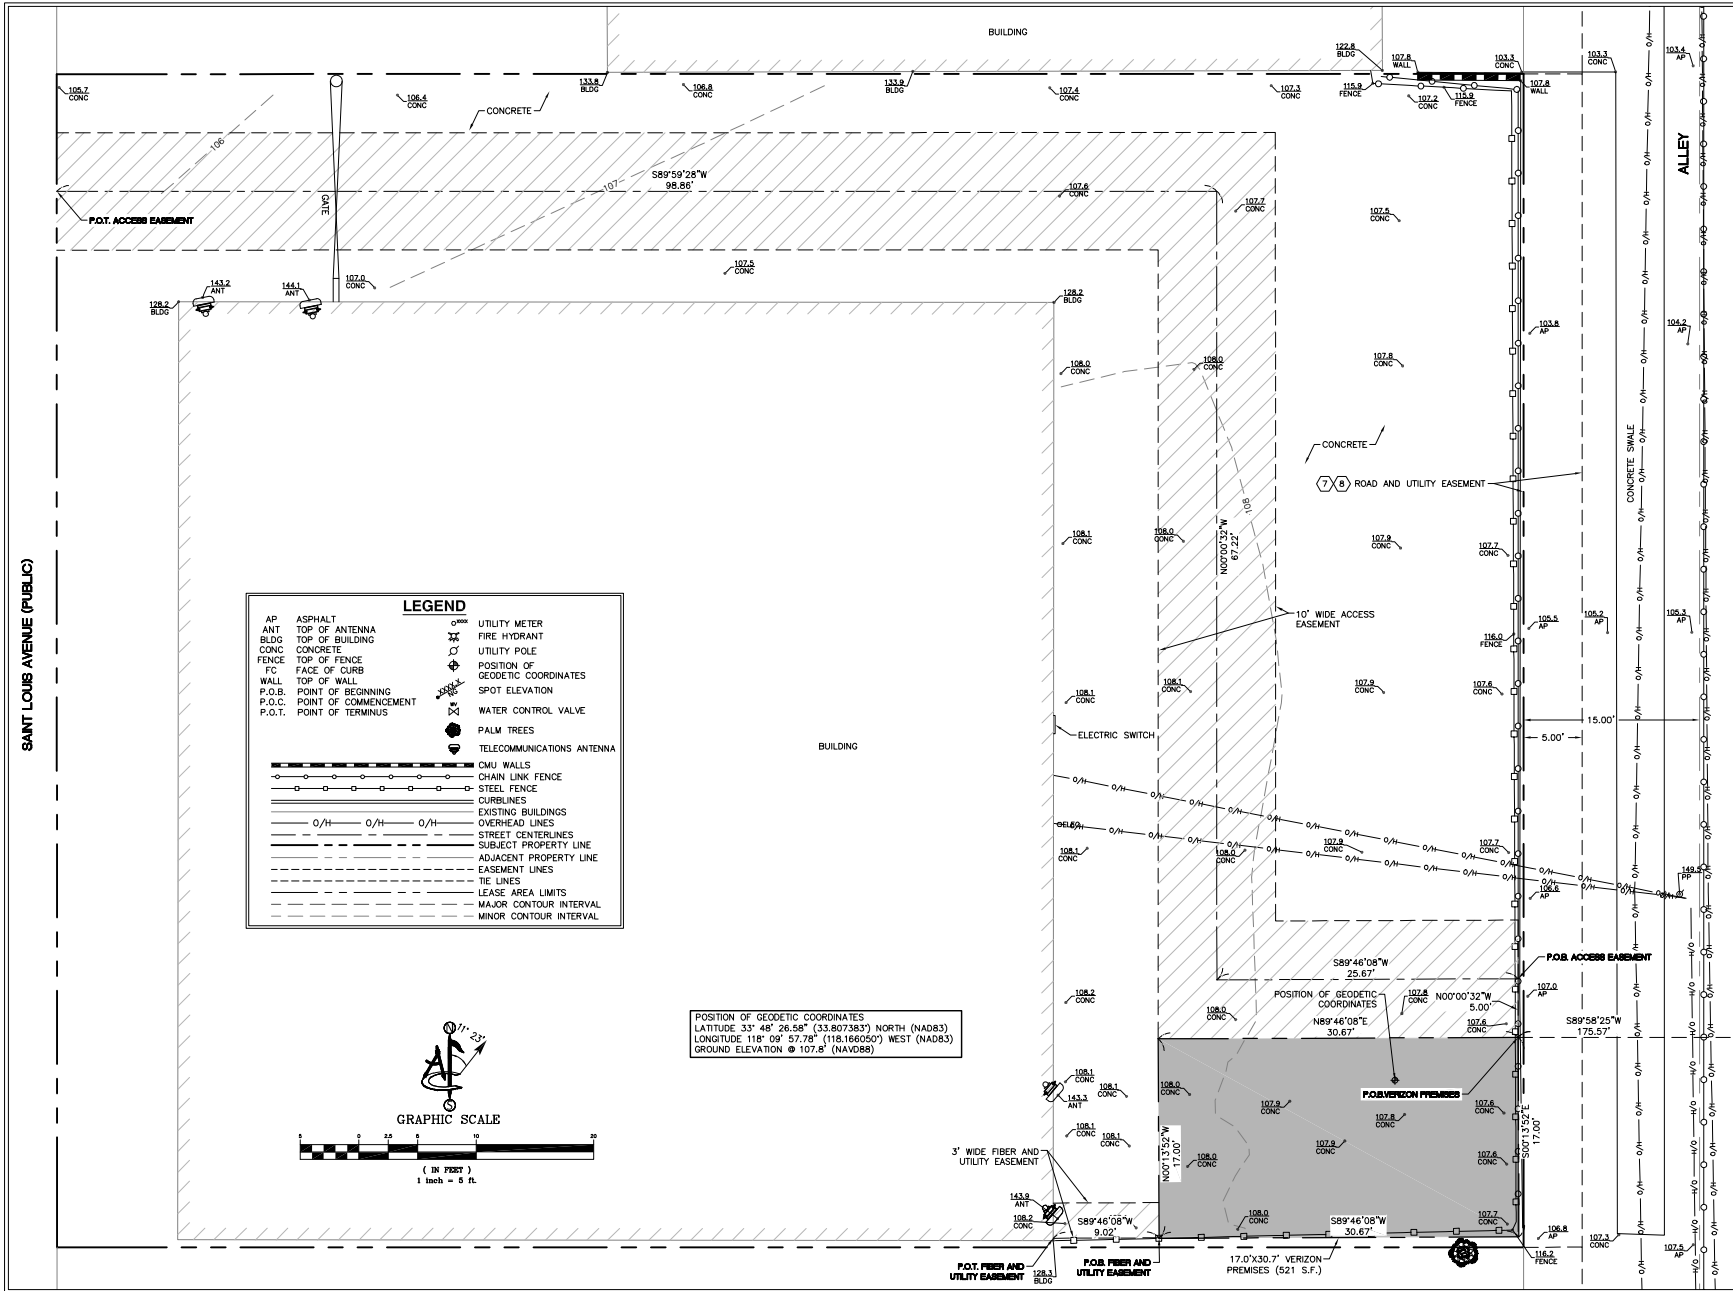 BUILDING
122.8
BLDG
107.8
WALL
103.3
CONC
103.3
CONC
103.4
AP
105.7
CONC
106.4
CONC
133.8
BLDG
106.8
CONC
133.9
BLDG
107.4
CONC
107.3
CONC
115.9
FENCE
107.2
CONC
115.9
FENCE
107.8
WALL
CONCRETE
ALLEY
106
107
S89°59'28"W
98.86'
GATE
P.O.T. ACCESS EASEMENT
107.6
CONC
107.7
CONC
107.5
CONC
107.5
CONC
107.0
CONC
143.2
ANT
144.1
ANT
128.2
BLDG
128.2
BLDG
103.8
AP
104.2
AP
108.0
CONC
108.0
CONC
107.8
CONC
CONCRETE
7 8 ROAD AND UTILITY EASEMENT
CONCRETE SWALE
108
N00°00'32"W
67.22'
108.1
CONC
108.0
CONC
107.9
CONC
107.7
CONC
SAINT LOUIS AVENUE (PUBLIC)
10' WIDE ACCESS
EASEMENT
116.0
FENCE
105.5
AP
105.2
AP
105.3
AP
108.1
CONC
108.1
CONC
107.9
CONC
107.6
CONC
15.00'
5.00'
ELECTRIC SWITCH
BUILDING
LEGEND
AP ASPHALT
ANT TOP OF ANTENNA
BLDG TOP OF BUILDING
CONC CONCRETE
FENCE TOP OF FENCE
FC FACE OF CURB
WALL TOP OF WALL
P.O.B. POINT OF BEGINNING
P.O.C. POINT OF COMMENCEMENT
P.O.T. POINT OF TERMINUS
XXX UTILITY METER
FIRE HYDRANT
UTILITY POLE
POSITION OF
GEODETIC COORDINATES
XXXX.X
NG SPOT ELEVATION
WV
WATER CONTROL VALVE
PALM TREES
TELECOMMUNICATIONS ANTENNA
CMU WALLS
CHAIN LINK FENCE
STEEL FENCE
CURBLINES
EXISTING BUILDINGS
O/H O/H O/H OVERHEAD LINES
STREET CENTERLINES
SUBJECT PROPERTY LINE
ADJACENT PROPERTY LINE
EASEMENT LINES
TIE LINES
LEASE AREA LIMITS
MAJOR CONTOUR INTERVAL
MINOR CONTOUR INTERVAL
O/H O/H O/H O/H O/H O/H O/H O/H O/H O/H
ELEC
108.1
CONC
108.0
CONC
107.9
CONC
107.7
CONC
149.5
PP
106.6
AP
P.O.B. ACCESS EASEMENT
S89°46'08"W
25.67'
POSITION OF GEODETIC
COORDINATES
107.8
CONC
N00°00'32"W
5.00'
107.0
AP
108.2
CONC
108.0
CONC
N89°46'08"E
30.67'
107.6
CONC
S89°58'25"W
175.57'
POSITION OF GEODETIC COORDINATES
LATITUDE 33° 48' 26.58" (33.807383°) NORTH (NAD83)
LONGITUDE 118° 09' 57.78" (118.166050°) WEST (NAD83)
GROUND ELEVATION @ 107.8' (NAVD88)
N
11° 23'
S
GRAPHIC SCALE
5 0 2.5 5 10 20
( IN FEET )
1 inch = 5 ft.
108.1
CONC
143.3
ANT
108.1
CONC
108.0
CONC
107.9
CONC
P.O.B. VERIZON PREMISES
107.8
CONC
107.6
CONC
108.1
CONC
108.1
CONC
107.9
CONC
N00°13'52"W
17.00'
S00°13'52"E
17.00'
3' WIDE FIBER AND
UTILITY EASEMENT
108.0
CONC
107.6
CONC
143.9
ANT
108.2
CONC
S89°46'08"W
9.02'
108.0
CONC
S89°46'08"W
30.67'
107.7
CONC
106.8
AP
107.3
CONC
107.5
AP
P.O.T. FIBER AND
UTILITY EASEMENT
128.3
BLDG
P.O.B. FIBER AND
UTILITY EASEMENT
17.0'X30.7' VERIZON
PREMISES (521 S.F.)
116.2
FENCE